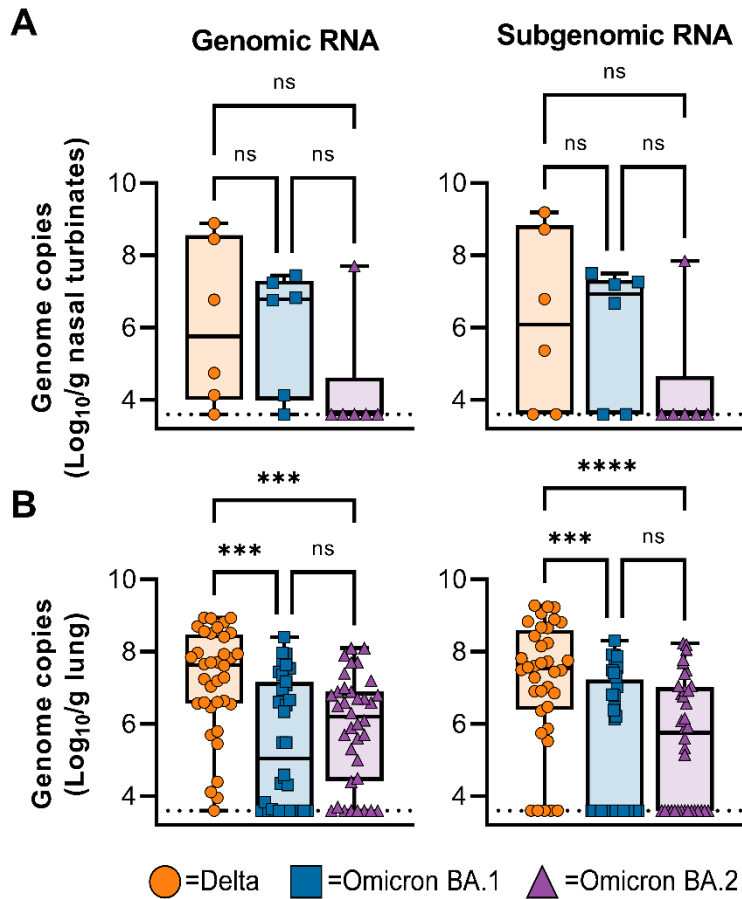 A
Genomic RNA
Subgenomic RNA
ns
ns
ns
ns
ns
ns
Genome copies
(Log10/g nasal turbinates)
10
8
6
4
10
8
6
4
B
***
****
***
ns
***
ns
Genome copies
(Log10/g lung)
10
8
6
4
10
8
6
4
=Delta
=Omicron BA.1
=Omicron BA.2